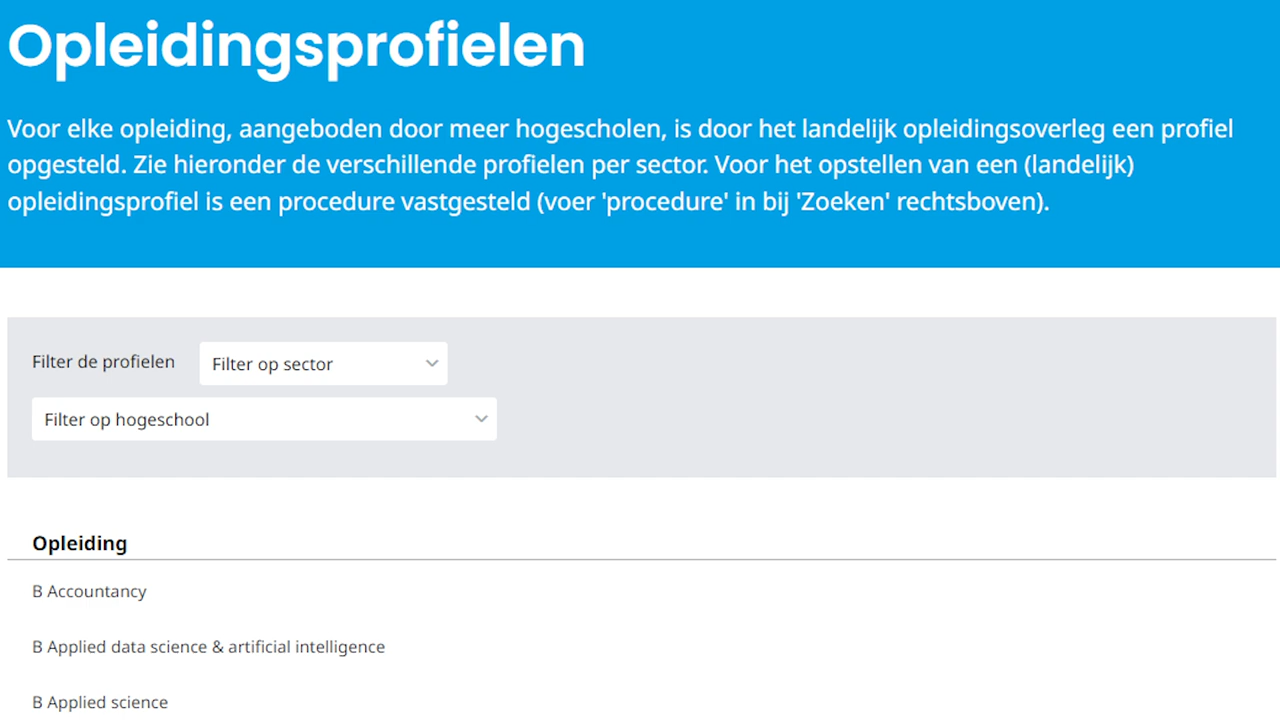 Opleidingsprofielen
Voor elke opleiding, aangeboden door meer hogescholen, is door het landelijk opleidingsoverleg een profiel
opgesteld. Zie hieronder de verschillende profielen per sector. Voor het opstellen van een (landelijk)
opleidingsprofiel is een procedure vastgesteld (voer 'procedure' in bij 'Zoeken' rechtsboven).
Filter de profielen
Filter op sector
Filter op hogeschool
Opleiding
B Accountancy
B Applied data science & artificial intelligence
B Applied science